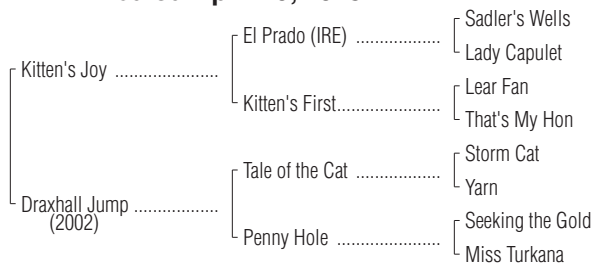 Sadler's Wells
El Prado (IRE) ....................
Lady Capulet
Kitten's Joy .......................
Lear Fan
Kitten's First.......................
That's My Hon
Storm Cat
Tale of the Cat ...................
Yarn
Draxhall Jump ..................
(2002)
Seeking the Gold
Penny Hole .......................
Miss Turkana